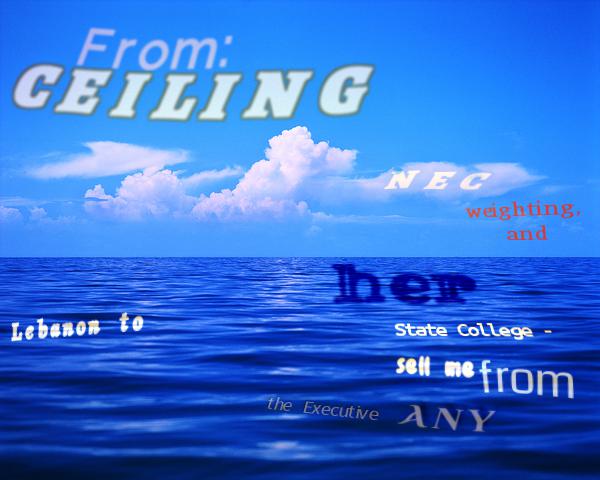 From:
CEILING
NEC
weighting,
and
her
Lebanon to
State College -
sell me
from
the Executive
ANY